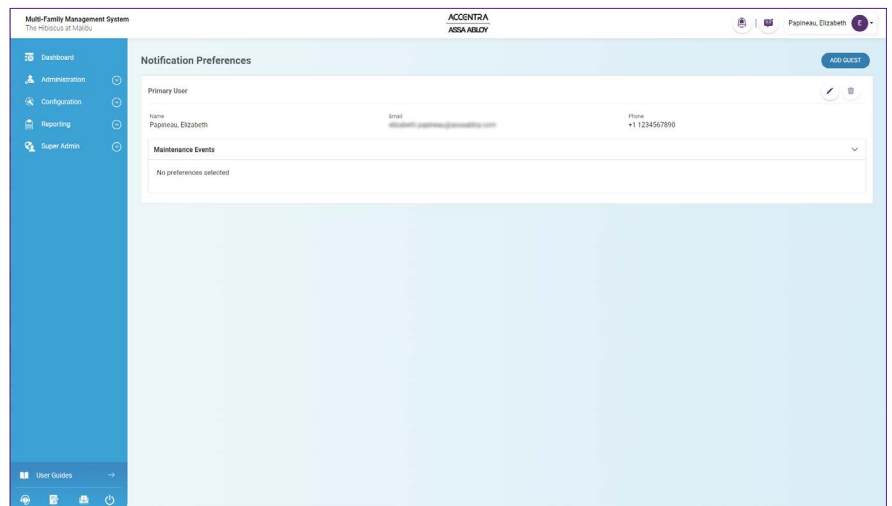 Multi-Family Management System
The Hibiscus at Malibu
ACCENTRA
ASSA ABLOY
Papineau, Elizabeth
E
Dashboard
Administration
Configuration
Reporting
Super Admin
User Guides
Notification Preferences
ADD GUEST
Primary User
Name
Email
Phone
Papineau, Elizabeth
+1 1234567890
Maintenance Events
No preferences selected